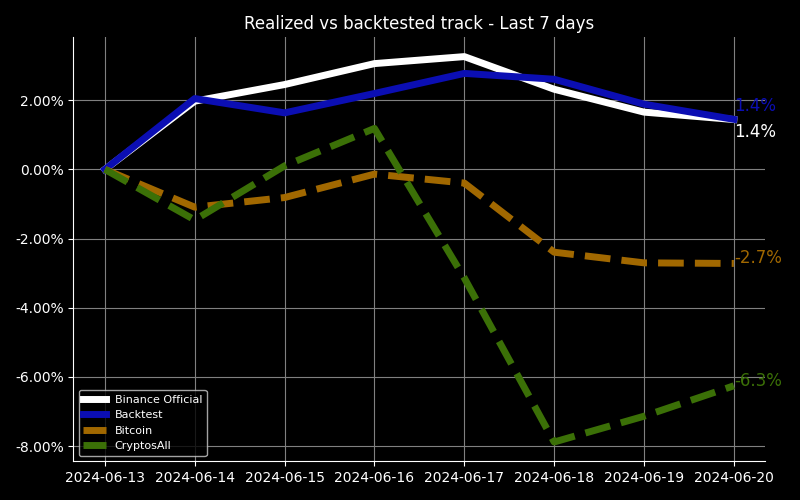 Realized vs backtested track - Last 7 days
2.00%
0.00%
-2.00%
-4.00%
-6.00%
-8.00%
1.4%
1.4%
-2.7%
-6.3%
Binance Official
Backtest
Bitcoin
CryptosAll
2024-06-13 2024-06-14 2024-06-15 2024-06-16 2024-06-17 2024-06-18 2024-06-19 2024-06-20